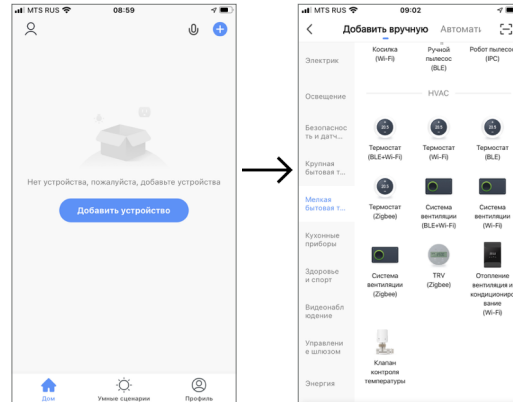 MTS RUS 08:59
Нет устройства, пожалуйста, добавьте устройства
Добавить устройство
Дом Умные сценарии Профиль
MTS RUS 09:02
Добавить вручную Автомать
Электрик
Освещение
Безопаснос
ть и датч...
Крупная
бытовая т...
Мелкая
бытовая т...
Кухонные
приборы
Здоровье
и спорт
Видеонабл
юдение
Управлени
е шлюзом
Энергия
Косилка
(Wi-Fi)
Ручной
пылесос
(BLE)
Робот пылесос
(IPC)
HVAC
Термостат
(BLE+Wi-Fi)
Термостат
(Wi-Fi)
Термостат
(BLE)
Термостат
(Zigbee)
Система
вентиляции
(BLE+Wi-Fi)
Система
вентиляции
(Wi-Fi)
Система
вентиляции
(Zigbee)
TRV
(Zigbee)
Отопление
вентиляция и
кондициониро
вание
(Wi-Fi)
Клапан
контроля
температуры